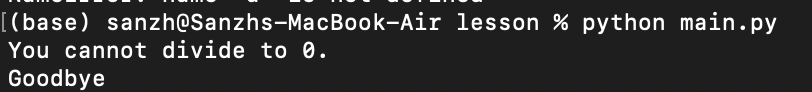 (base) sanzh@Sanzhs-MacBook-Air lesson % python main.py
You cannot divide to 0.
Goodbye